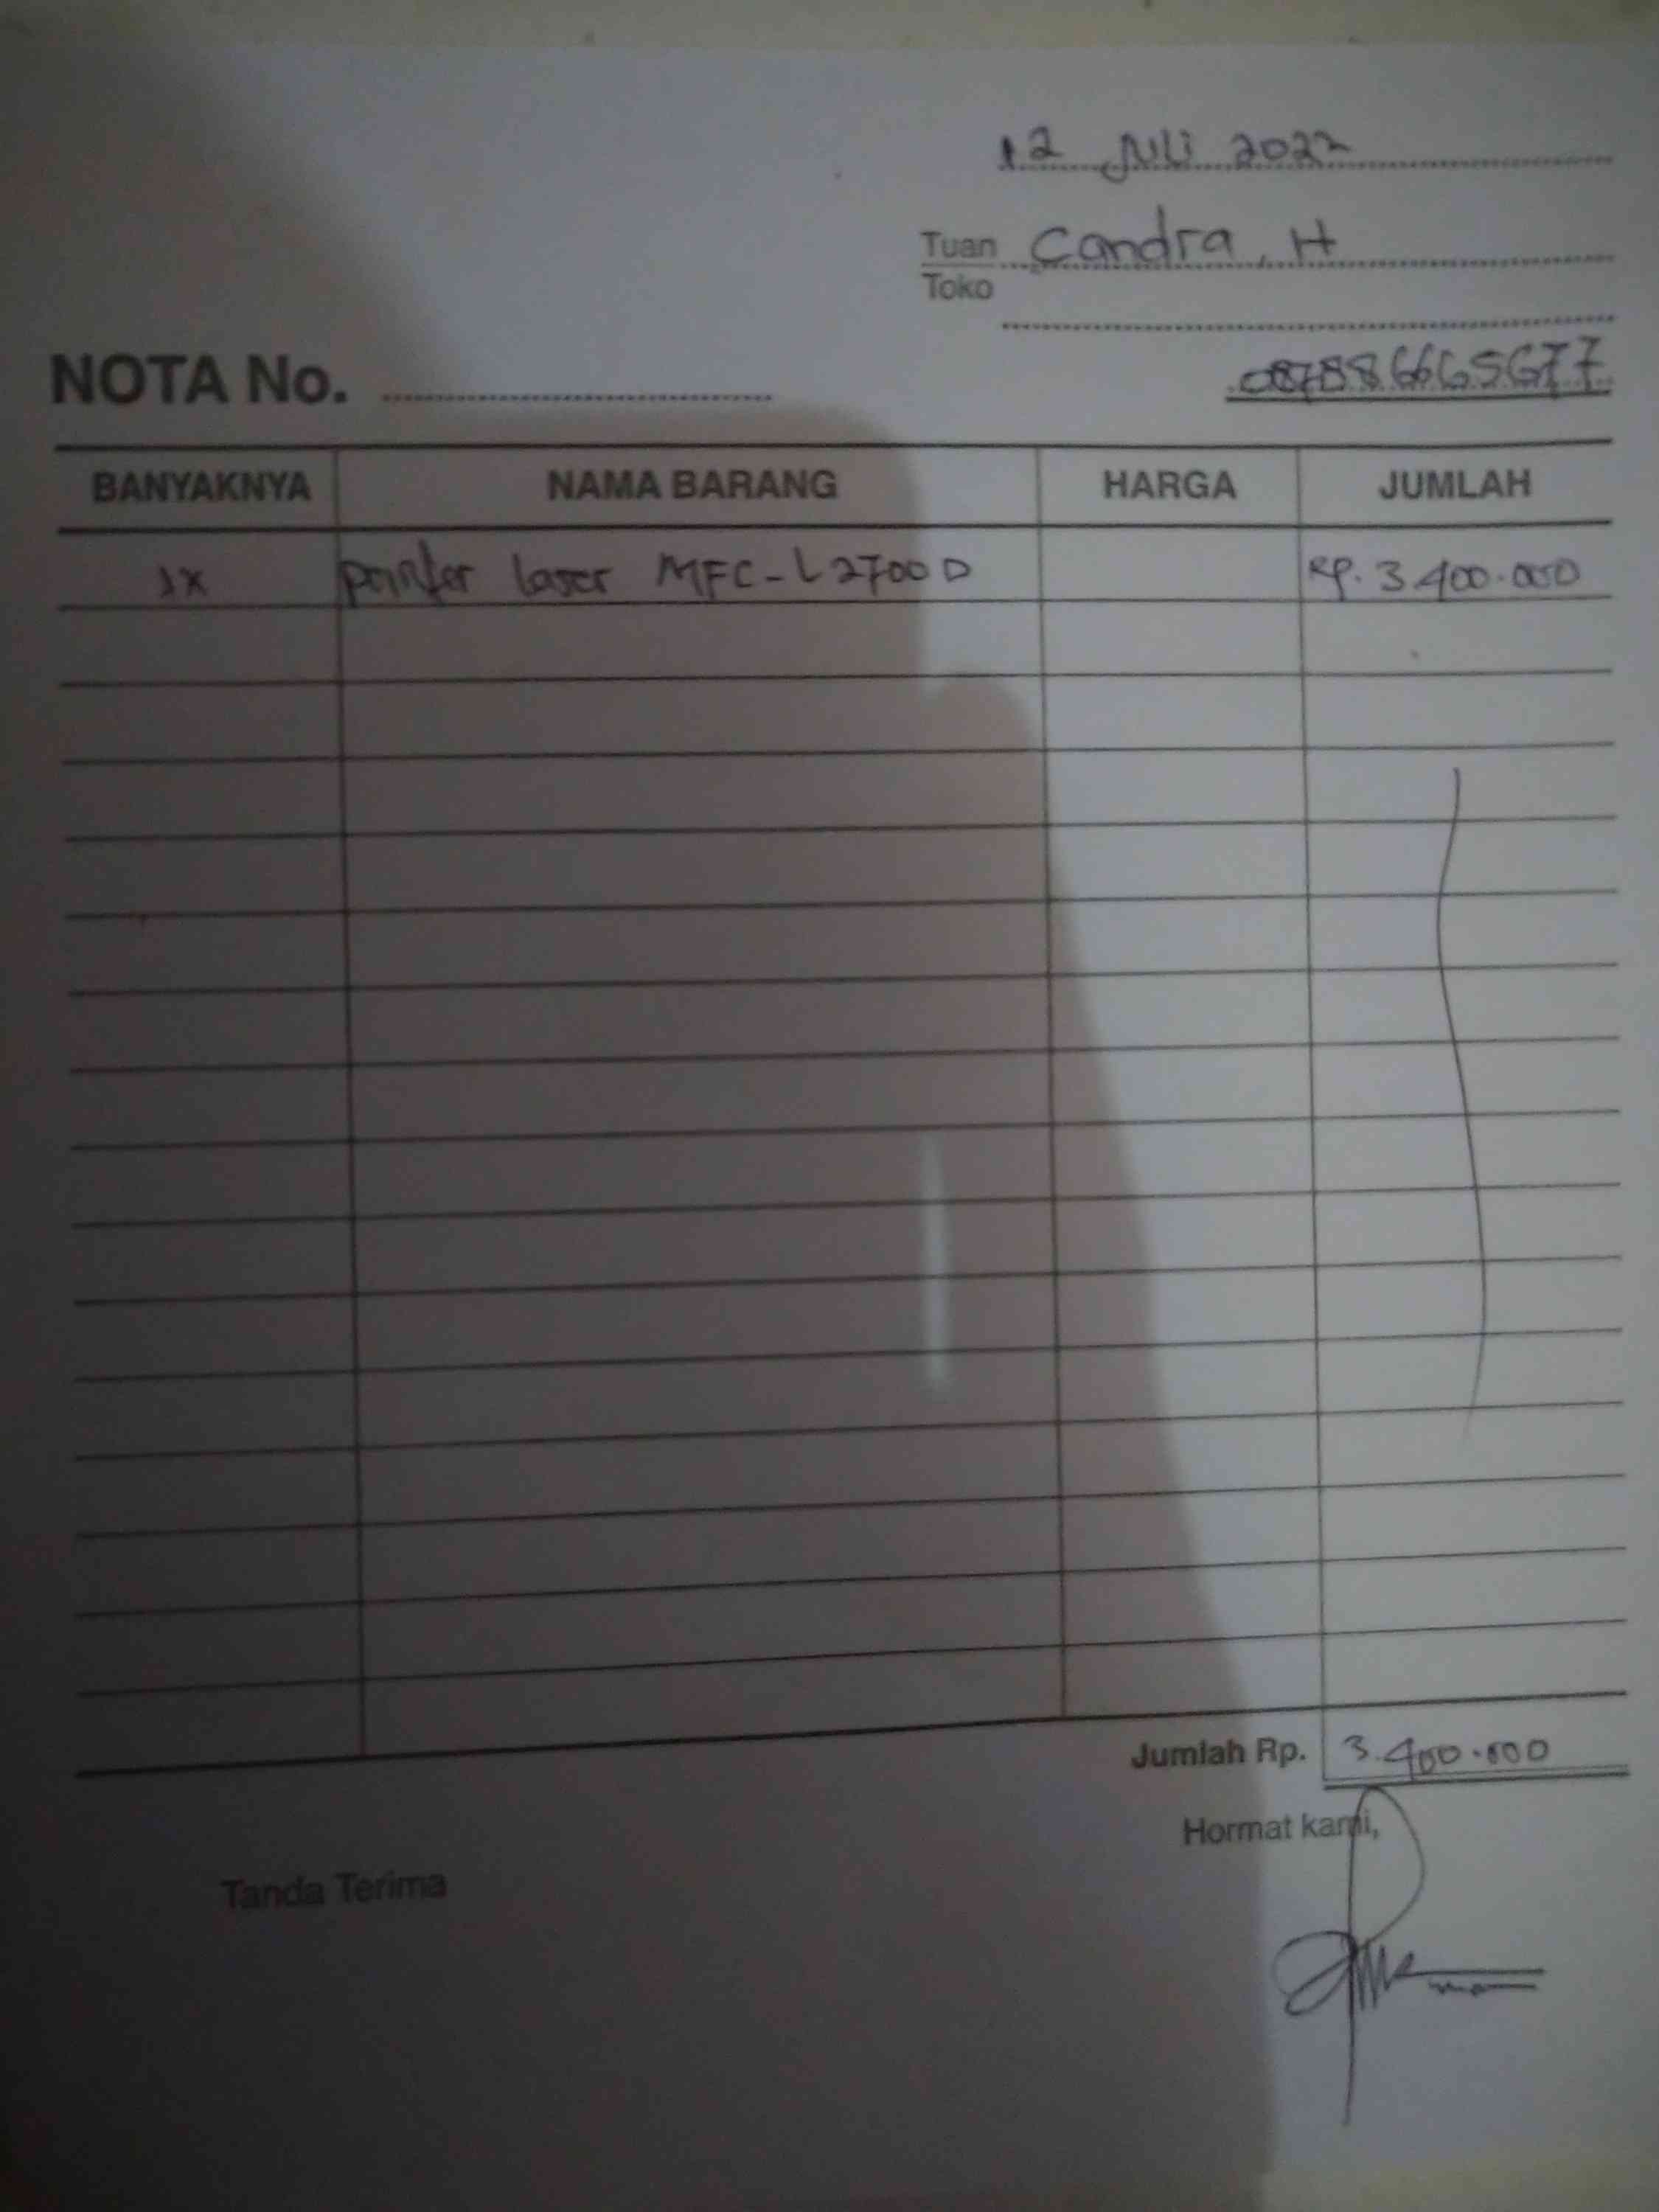 12 Juli 2022
Tuan Candra, H
Toko
NOTA No.
087886665677
BANYAKNYA NAMA BARANG HARGA JUMLAH
1x printer laser MFC-L2700D Rp. 3.400.000
Jumlah Rp. 3.400.000
Hormat kami,
Tanda Terima